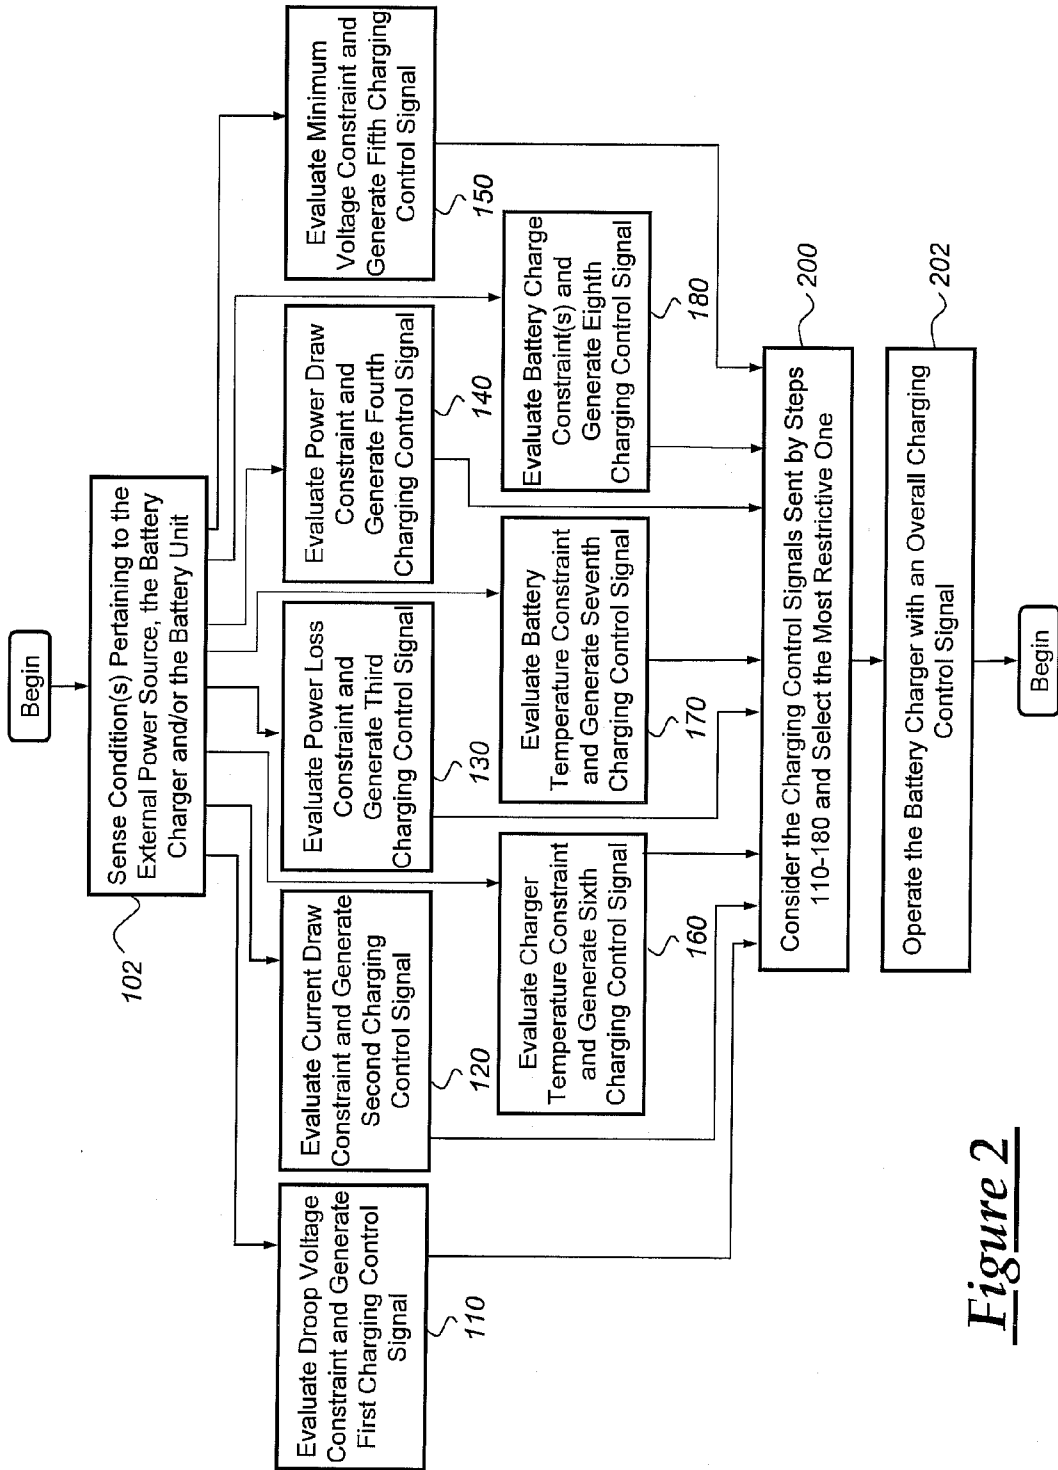 Begin
Sense Condition(s) Pertaining to the
External Power Source, the Battery
Charger and/or the Battery Unit
102
Evaluate Droop Voltage
Constraint and Generate
First Charging Control
Signal
110
Evaluate Current Draw
Constraint and Generate
Second Charging
Control Signal
120
Evaluate Power Loss
Constraint and
Generate Third
Charging Control Signal
130
Evaluate Power Draw
Constraint and
Generate Fourth
Charging Control Signal
140
Evaluate Minimum
Voltage Constraint and
Generate Fifth Charging
Control Signal
150
Evaluate Charger
Temperature Constraint
and Generate Sixth
Charging Control Signal
160
Evaluate Battery
Temperature Constraint
and Generate Seventh
Charging Control Signal
170
Evaluate Battery Charge
Constraint(s) and
Generate Eighth
Charging Control Signal
180
Consider the Charging Control Signals Sent by Steps
110-180 and Select the Most Restrictive One
200
Operate the Battery Charger with an Overall Charging
Control Signal
202
Begin
Figure 2